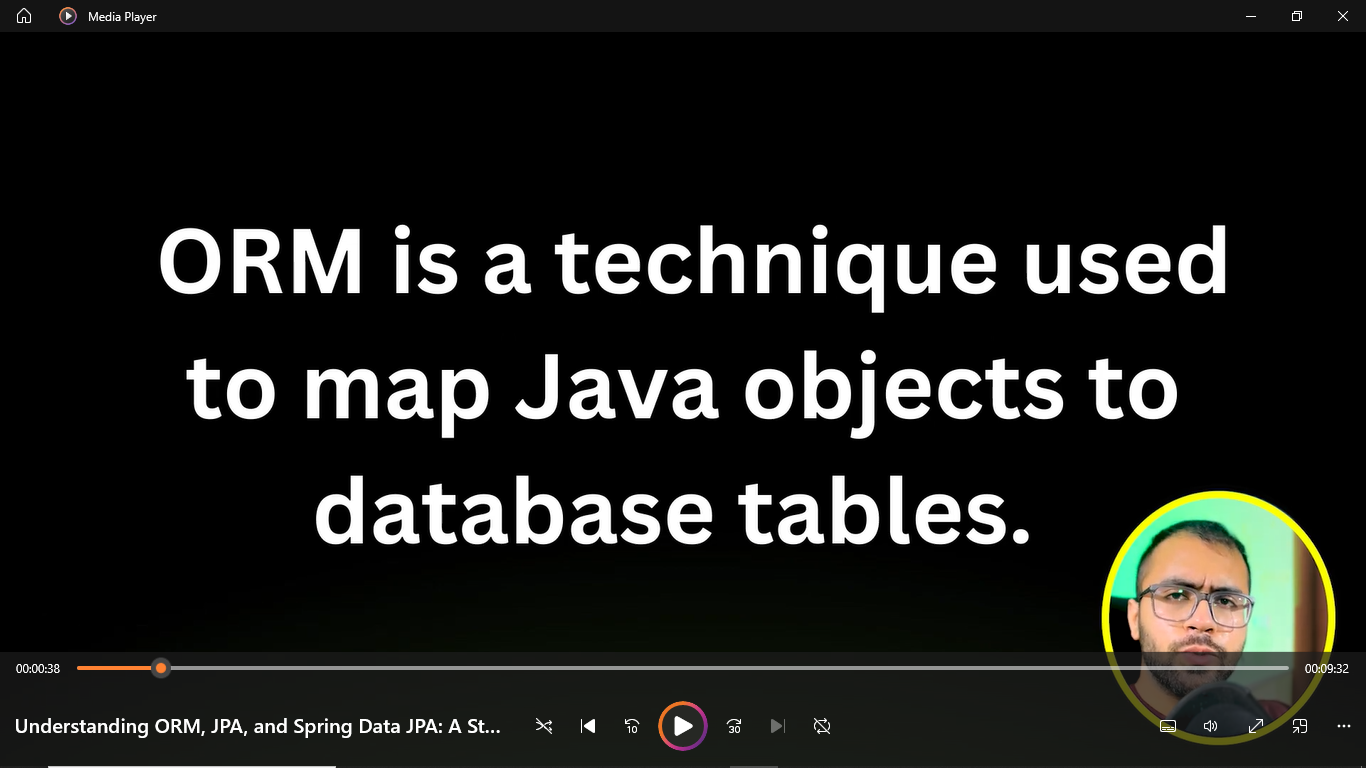 Media Player
ORM is a technique used
to map Java objects to
database tables.
00:00:38
00:09:32
Understanding ORM, JPA, and Spring Data JPA: A St...
10
30